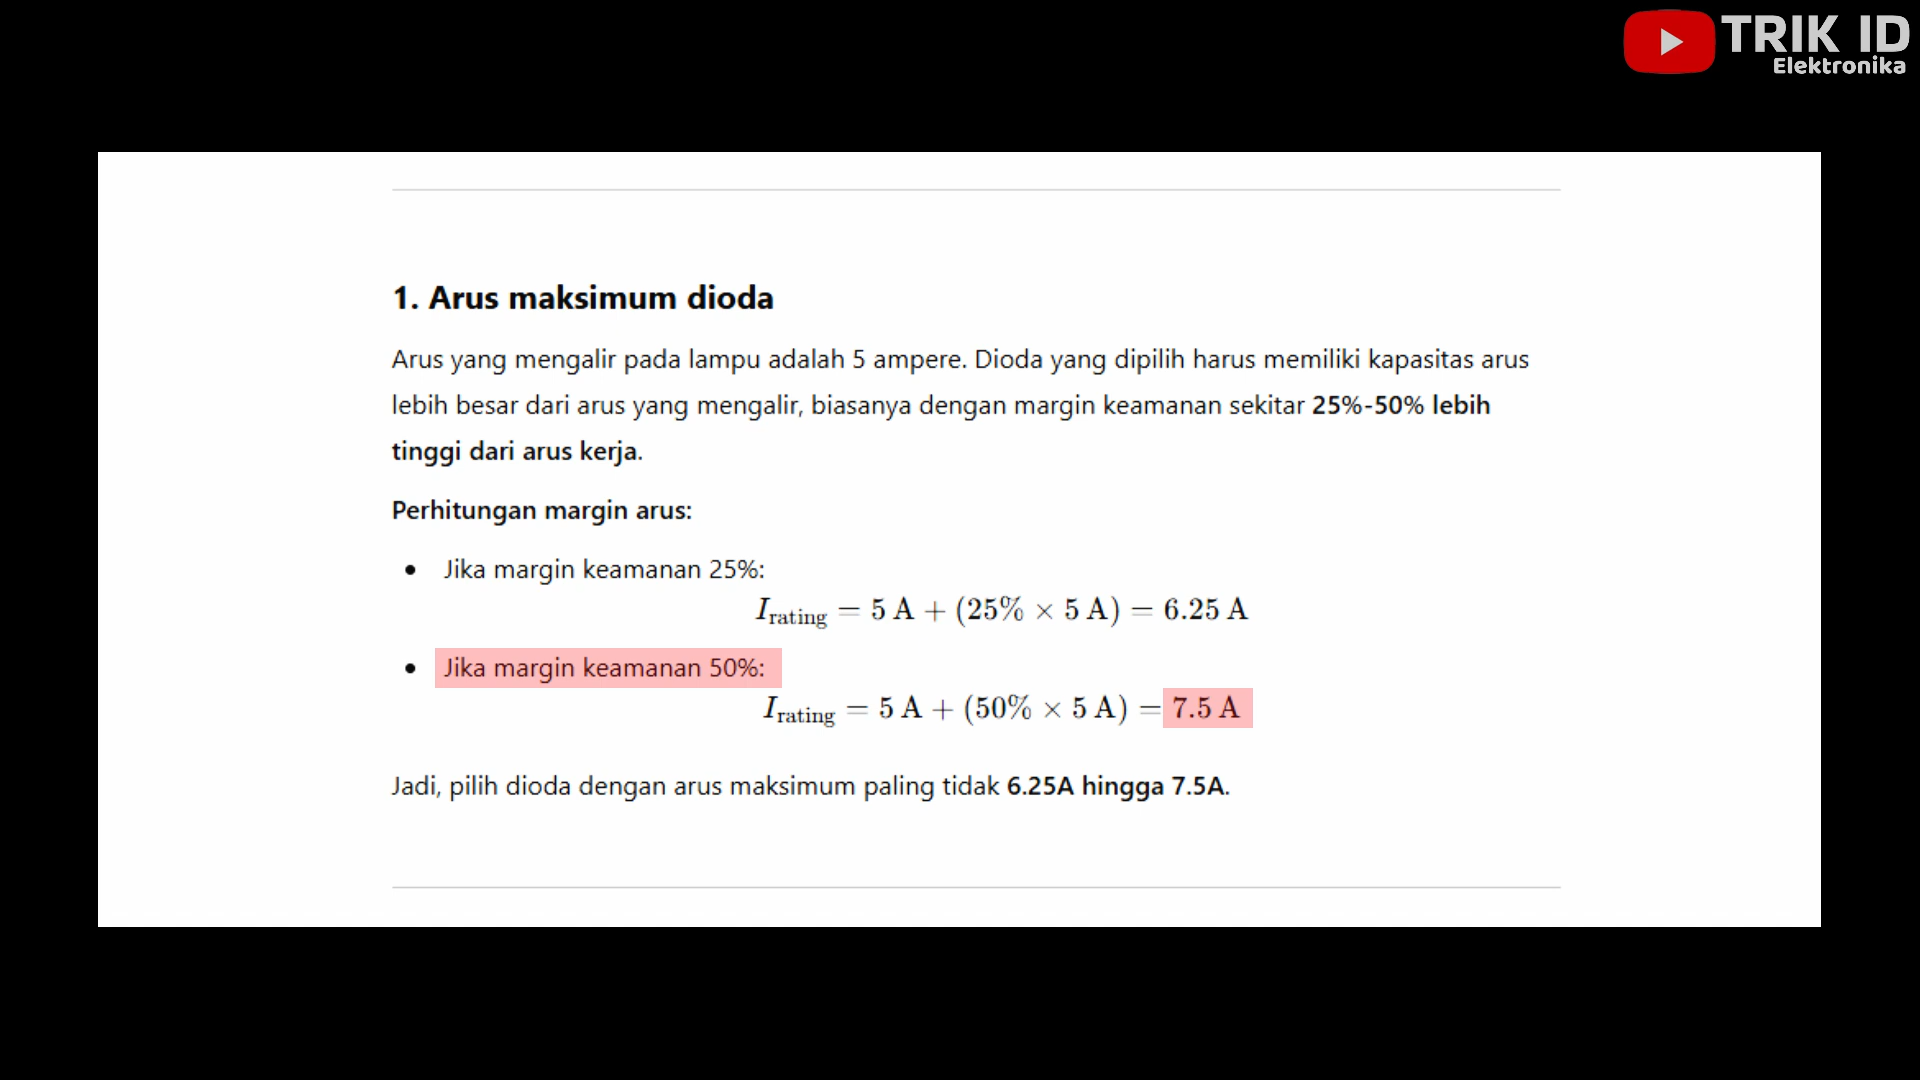 TRIK ID
Elektronika
1. Arus maksimum dioda
Arus yang mengalir pada lampu adalah 5 ampere. Dioda yang dipilih harus memiliki kapasitas arus
lebih besar dari arus yang mengalir, biasanya dengan margin keamanan sekitar 25%-50% lebih
tinggi dari arus kerja.
Perhitungan margin arus:
• Jika margin keamanan 25%:
I_rating = 5 A + (25% × 5 A) = 6.25 A
• Jika margin keamanan 50%:
I_rating = 5 A + (50% × 5 A) = 7.5 A
Jadi, pilih dioda dengan arus maksimum paling tidak 6.25A hingga 7.5A.